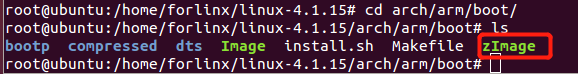 root@ubuntu:/home/forlinx/linux-4.1.15# cd arch/arm/boot/
root@ubuntu:/home/forlinx/linux-4.1.15/arch/arm/boot# ls
bootp compressed dts Image install.sh Makefile zImage
root@ubuntu:/home/forlinx/linux-4.1.15/arch/arm/boot#